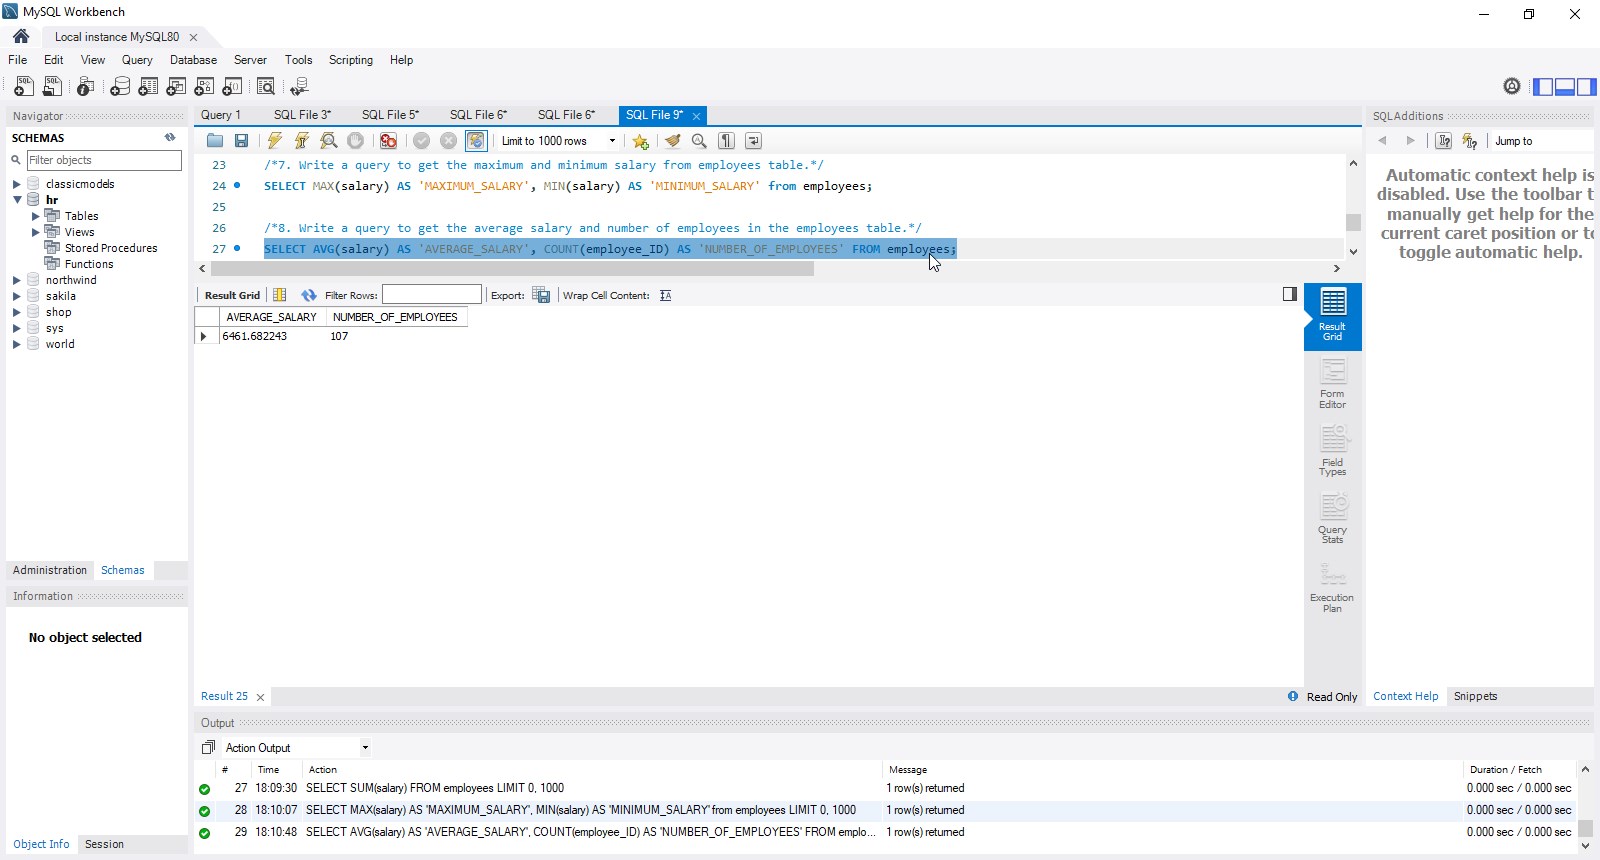 MySQL Workbench
Local instance MySQL80
File Edit View Query Database Server Tools Scripting Help
Navigator
SCHEMAS
Filter objects
classicmodels
hr
Tables
Views
Stored Procedures
Functions
northwind
sakila
shop
sys
world
Administration Schemas
Information
No object selected
Object Info Session
Query 1 SQL File 3* SQL File 5* SQL File 6* SQL File 6* SQL File 9*
Limit to 1000 rows
23 /*7. Write a query to get the maximum and minimum salary from employees table.*/
24 SELECT MAX(salary) AS 'MAXIMUM_SALARY', MIN(salary) AS 'MINIMUM_SALARY' from employees;
25
26 /*8. Write a query to get the average salary and number of employees in the employees table.*/
27 SELECT AVG(salary) AS 'AVERAGE_SALARY', COUNT(employee_ID) AS 'NUMBER_OF_EMPLOYEES' FROM employees;
Result Grid Filter Rows: Export: Wrap Cell Content:
AVERAGE_SALARY NUMBER_OF_EMPLOYEES
6461.682243 107
Result
Grid
Form
Editor
Field
Types
Query
Stats
Execution
Plan
Result 25 Read Only
SQLAdditions
Jump to
Automatic context help is
disabled. Use the toolbar t
manually get help for the
current caret position or to
toggle automatic help.
Context Help Snippets
Output
Action Output
# Time Action Message Duration / Fetch
27 18:09:30 SELECT SUM(salary) FROM employees LIMIT 0, 1000 1 row(s) returned 0.000 sec / 0.000 sec
28 18:10:07 SELECT MAX(salary) AS 'MAXIMUM_SALARY', MIN(salary) AS 'MINIMUM_SALARY' from employees LIMIT 0, 1000 1 row(s) returned 0.000 sec / 0.000 sec
29 18:10:48 SELECT AVG(salary) AS 'AVERAGE_SALARY', COUNT(employee_ID) AS 'NUMBER_OF_EMPLOYEES' FROM emplo... 1 row(s) returned 0.000 sec / 0.000 sec